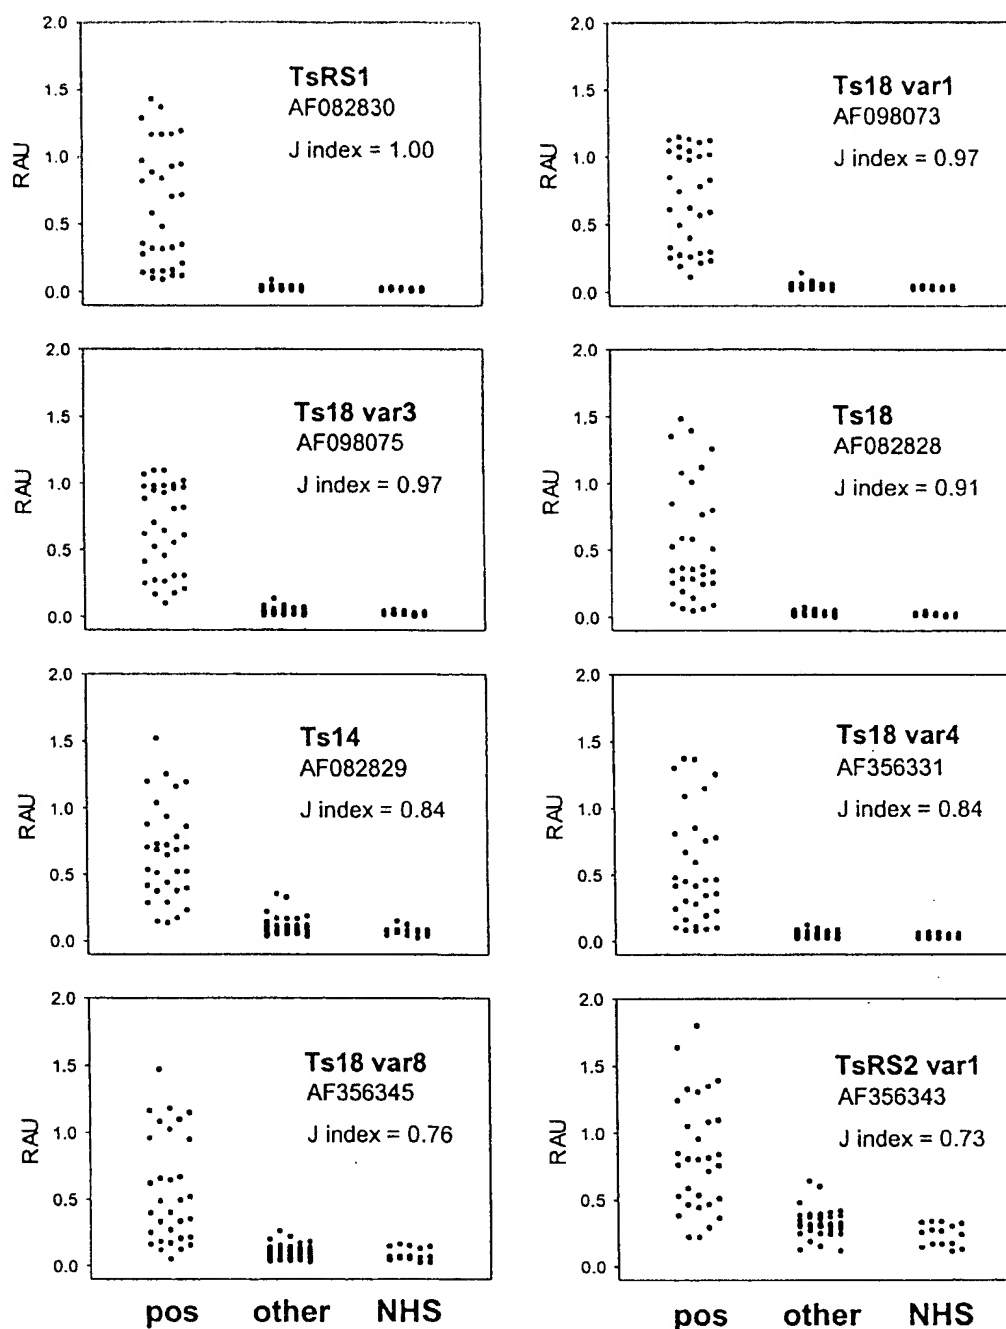 2.0
1.5
1.0
0.5
0.0
RAU
TsRS1
AF082830
J index = 1.00
2.0
1.5
1.0
0.5
0.0
RAU
Ts18 var1
AF098073
J index = 0.97
2.0
1.5
1.0
0.5
0.0
RAU
Ts18 var3
AF098075
J index = 0.97
2.0
1.5
1.0
0.5
0.0
RAU
Ts18
AF082828
J index = 0.91
2.0
1.5
1.0
0.5
0.0
RAU
Ts14
AF082829
J index = 0.84
2.0
1.5
1.0
0.5
0.0
RAU
Ts18 var4
AF356331
J index = 0.84
2.0
1.5
1.0
0.5
0.0
RAU
Ts18 var8
AF356345
J index = 0.76
2.0
1.5
1.0
0.5
0.0
RAU
TsRS2 var1
AF356343
J index = 0.73
pos other NHS
pos other NHS